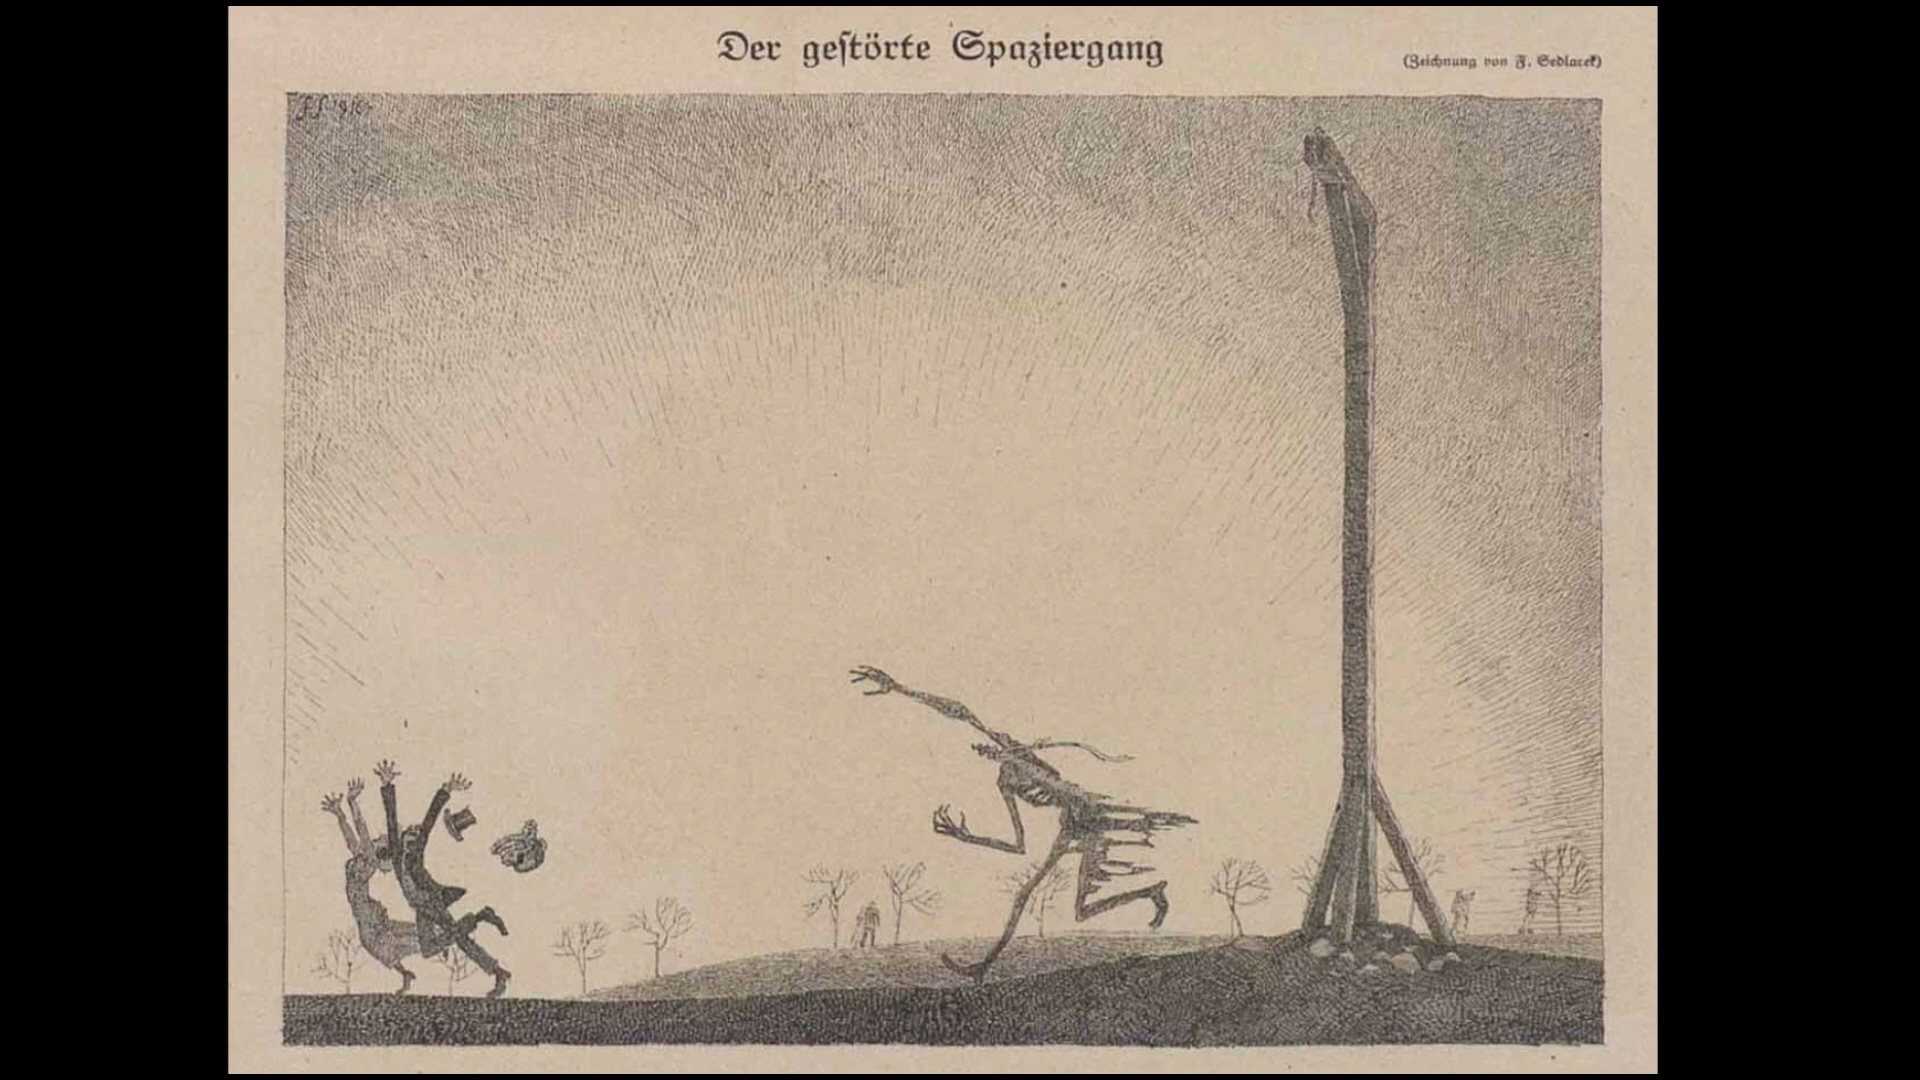 Der gestörte Spaziergang
(Zeichnung von F. Sedlacek)